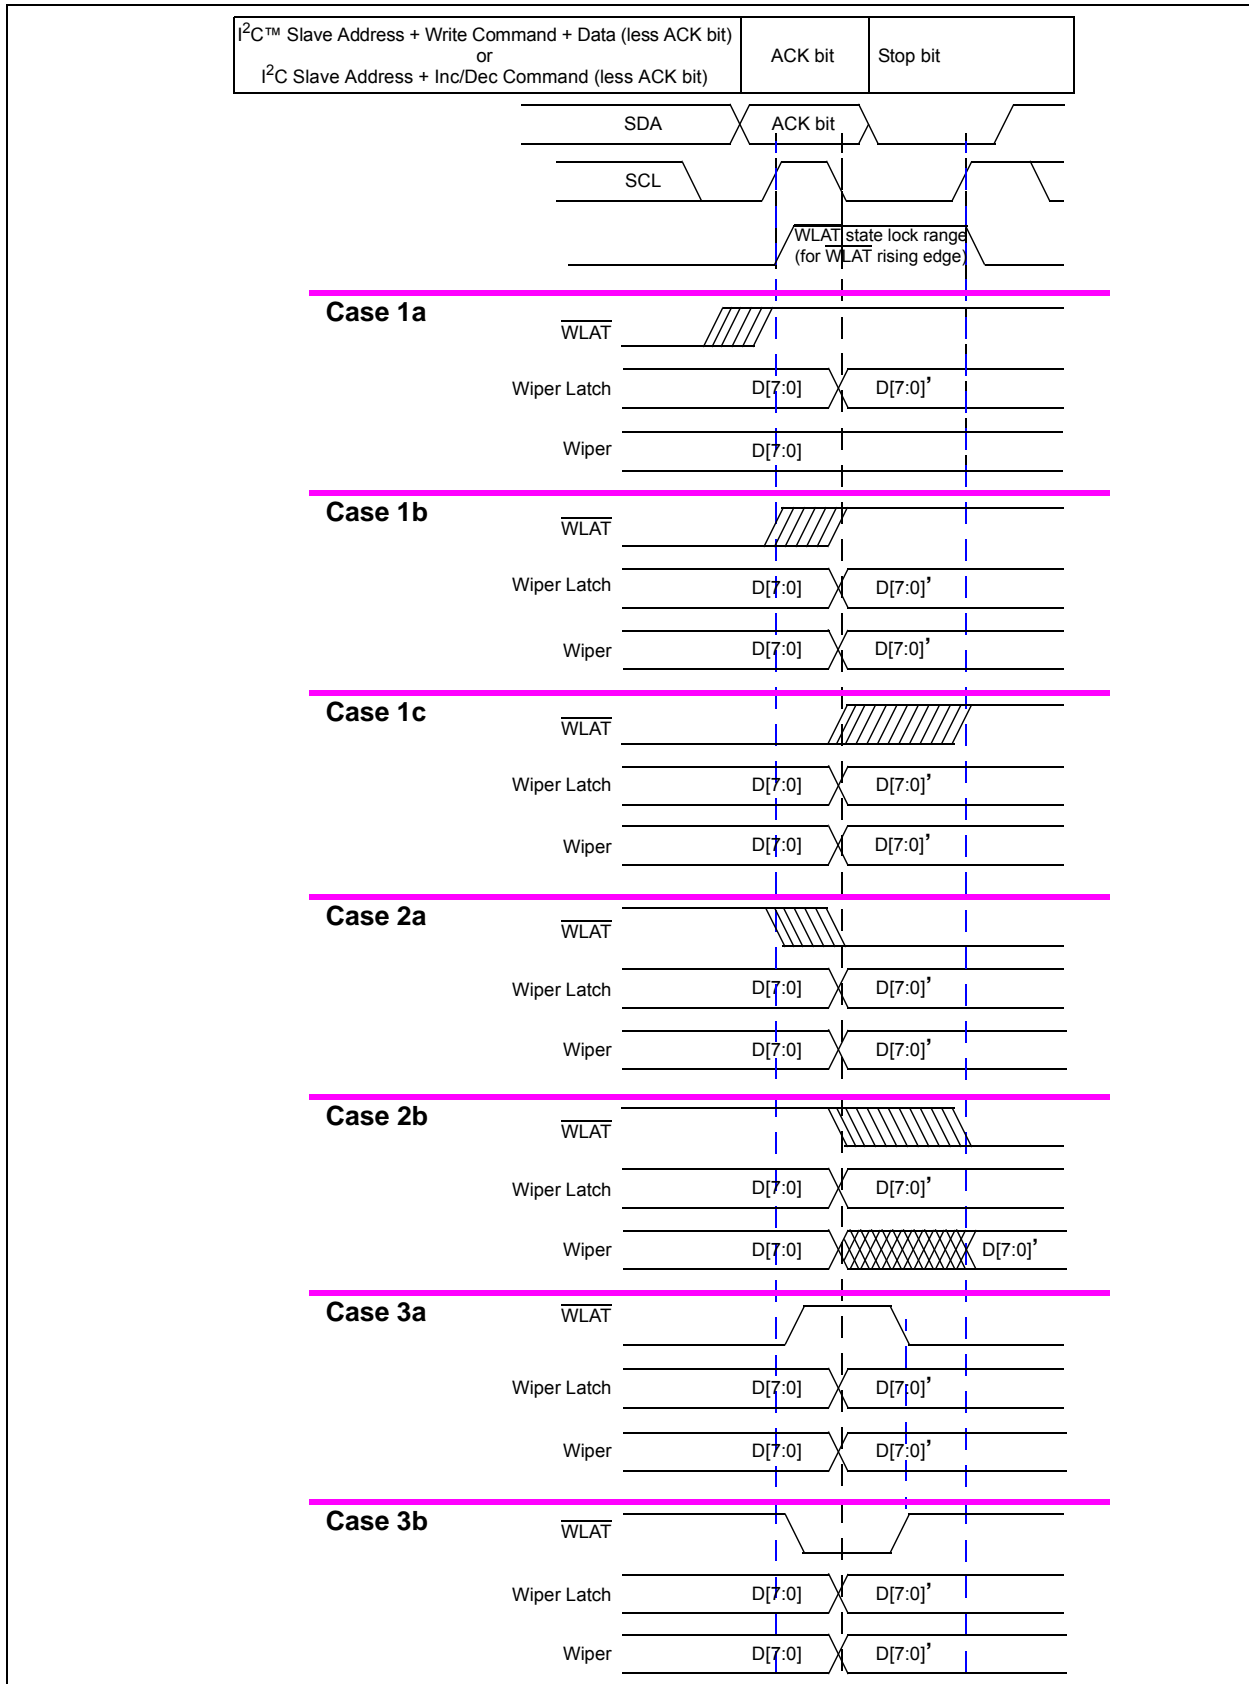 I²C™ Slave Address + Write Command + Data (less ACK bit)
or
I²C Slave Address + Inc/Dec Command (less ACK bit)
ACK bit
Stop bit
SDA
ACK bit
SCL
WLAT state lock range
(for WLAT rising edge)
Case 1a
WLAT
Wiper Latch
D[7:0]
D[7:0]’
Wiper
D[7:0]
Case 1b
WLAT
Wiper Latch
D[7:0]
D[7:0]’
Wiper
D[7:0]
D[7:0]’
Case 1c
WLAT
Wiper Latch
D[7:0]
D[7:0]’
Wiper
D[7:0]
D[7:0]’
Case 2a
WLAT
Wiper Latch
D[7:0]
D[7:0]’
Wiper
D[7:0]
D[7:0]’
Case 2b
WLAT
Wiper Latch
D[7:0]
D[7:0]’
Wiper
D[7:0]
D[7:0]’
Case 3a
WLAT
Wiper Latch
D[7:0]
D[7:0]’
Wiper
D[7:0]
D[7:0]’
Case 3b
WLAT
Wiper Latch
D[7:0]
D[7:0]’
Wiper
D[7:0]
D[7:0]’